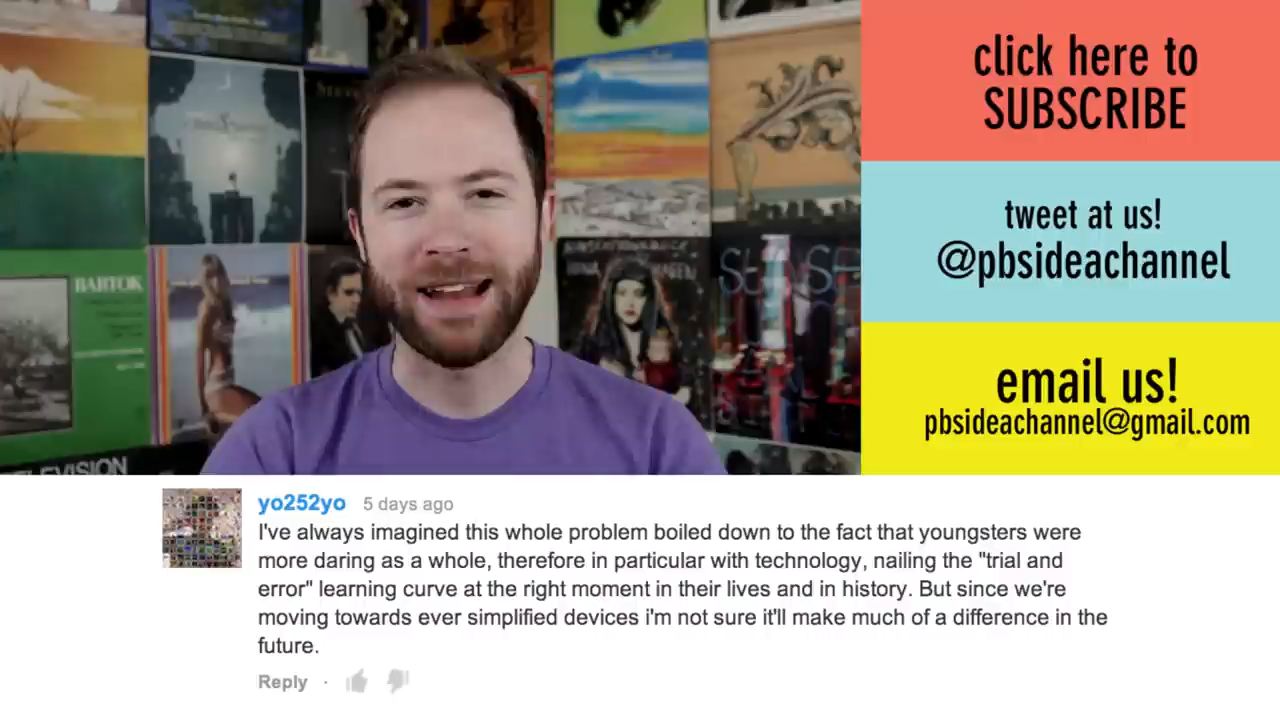 click here to
SUBSCRIBE
tweet at us!
@pbsideachannel
email us!
pbsideachannel@gmail.com
BARTOK
yo252yo 5 days ago
I've always imagined this whole problem boiled down to the fact that youngsters were
more daring as a whole, therefore in particular with technology, nailing the "trial and
error" learning curve at the right moment in their lives and in history. But since we're
moving towards ever simplified devices i'm not sure it'll make much of a difference in the
future.
Reply ·